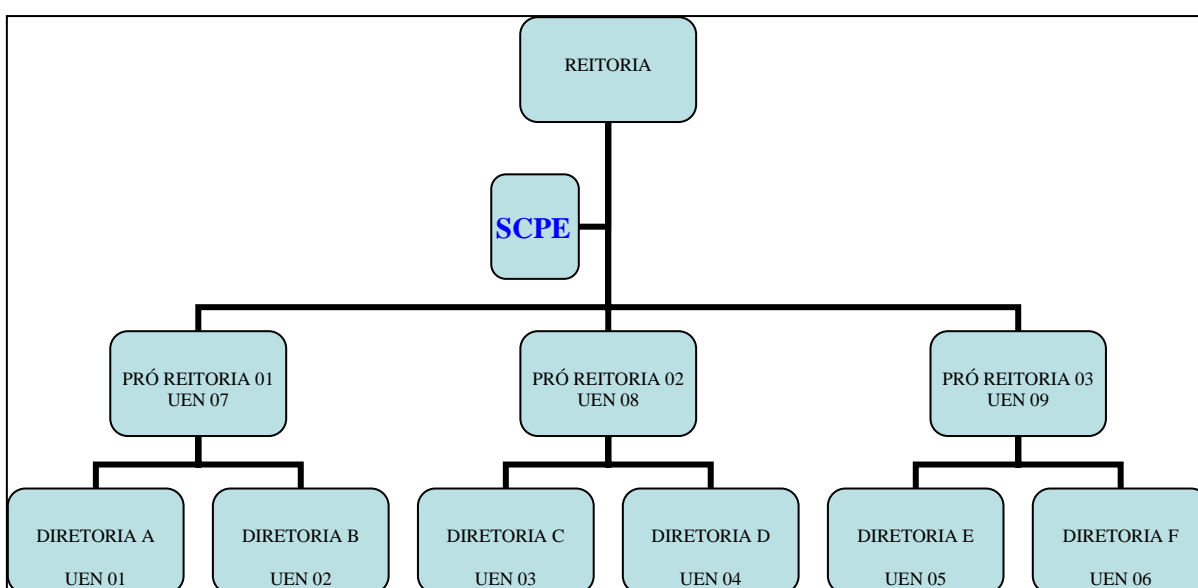 REITORIA
SCPE
PRÓ REITORIA 01
UEN 07
PRÓ REITORIA 02
UEN 08
PRÓ REITORIA 03
UEN 09
DIRETORIA A
UEN 01
DIRETORIA B
UEN 02
DIRETORIA C
UEN 03
DIRETORIA D
UEN 04
DIRETORIA E
UEN 05
DIRETORIA F
UEN 06